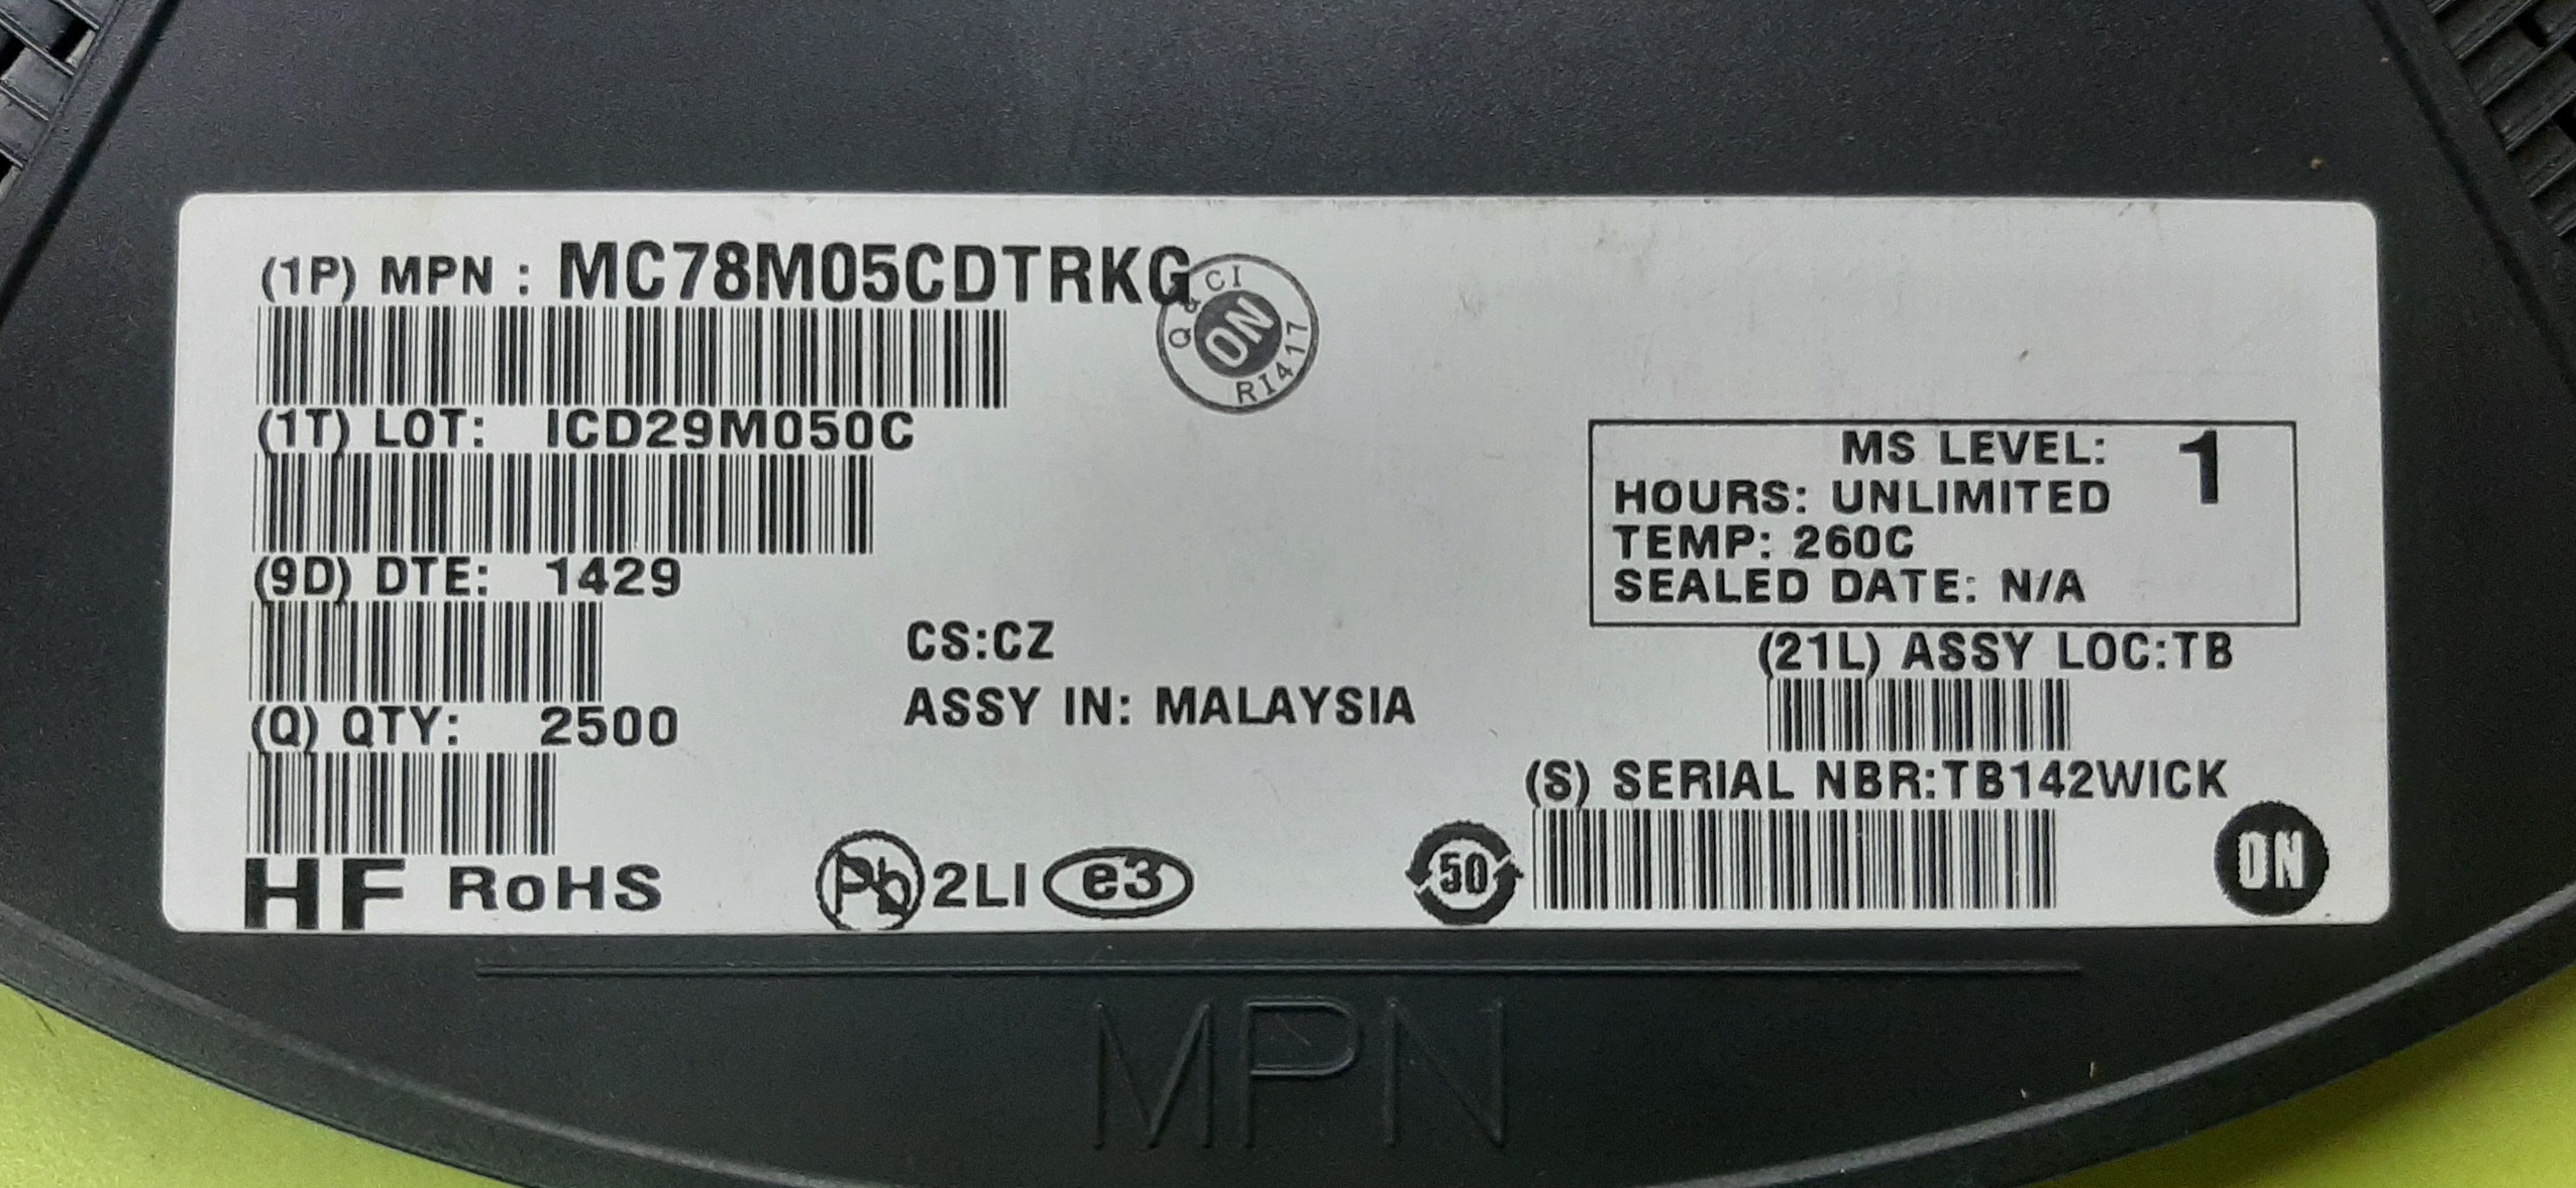 (1P) MPN : MC78M05CDTRKG
Q & CI
ON
RI417
(1T) LOT: ICD29M050C
(9D) DTE: 1429
(Q) QTY: 2500
HF RoHS
CS:CZ
ASSY IN: MALAYSIA
Pb 2LI e3
MS LEVEL: 1
HOURS: UNLIMITED
TEMP: 260C
SEALED DATE: N/A
(21L) ASSY LOC:TB
(S) SERIAL NBR:TB142WICK
50
ON
MPN